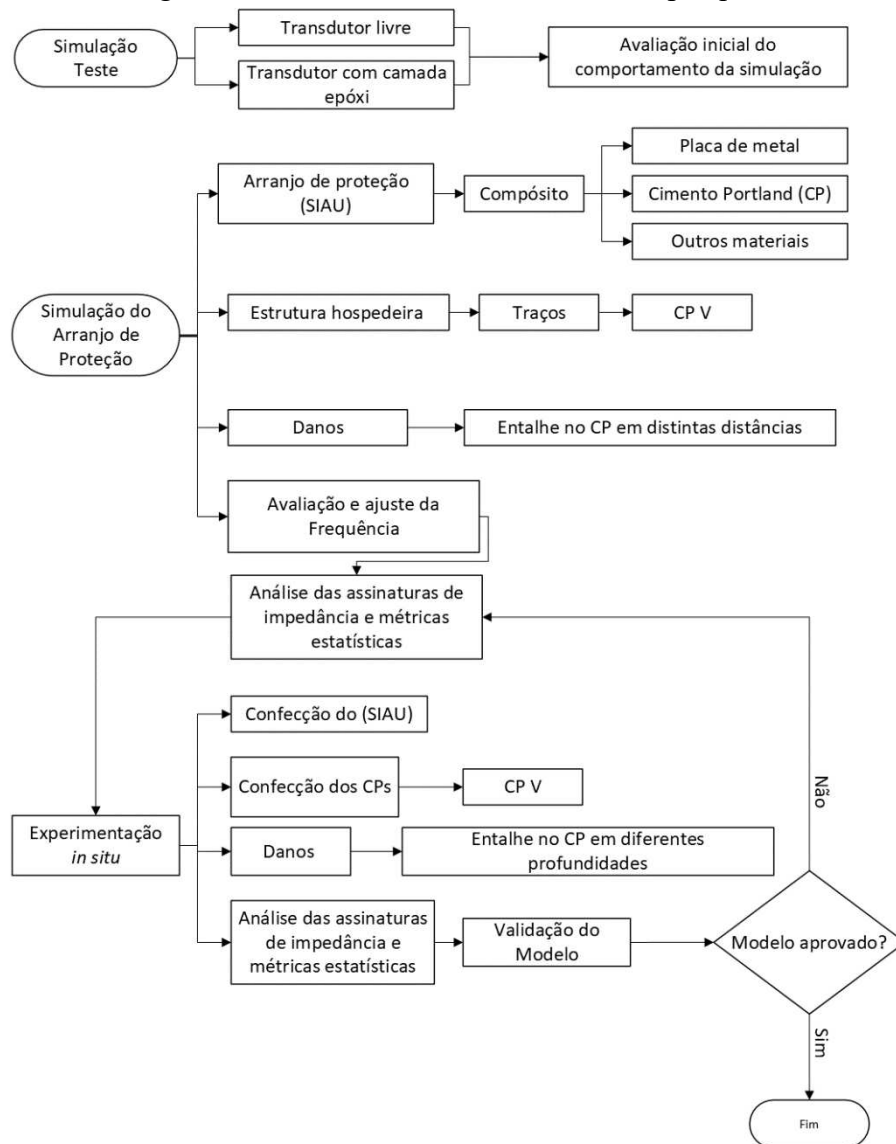 Simulação
Teste
Transdutor livre
Transdutor com camada
epóxi
Avaliação inicial do
comportamento da simulação
Simulação do
Arranjo de
Proteção
Arranjo de proteção
(SIAU)
Compósito
Placa de metal
Cimento Portland (CP)
Outros materiais
Estrutura hospedeira
Traços
CP V
Danos
Entalhe no CP em distintas distâncias
Avaliação e ajuste da
Frequência
Análise das assinaturas de
impedância e métricas
estatísticas
Experimentação
in situ
Confecção do (SIAU)
Confecção dos CPs
CP V
Danos
Entalhe no CP em diferentes
profundidades
Análise das assinaturas
de impedância e
métricas estatísticas
Validação do
Modelo
Modelo aprovado?
Não
Sim
Fim